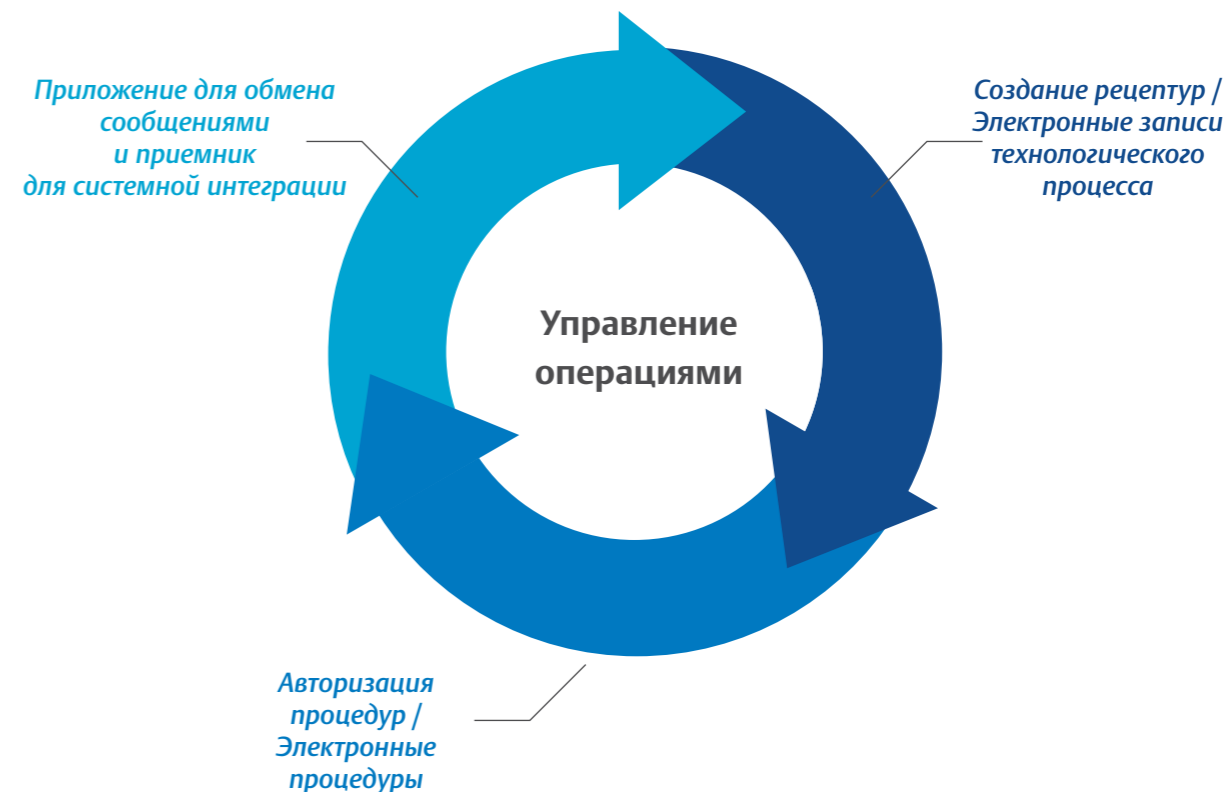 Приложение для обмена
сообщениями
и приемник
для системной интеграции
Создание рецептур /
Электронные записи
технологического
процесса
Управление
операциями
Авторизация
процедур /
Электронные
процедуры